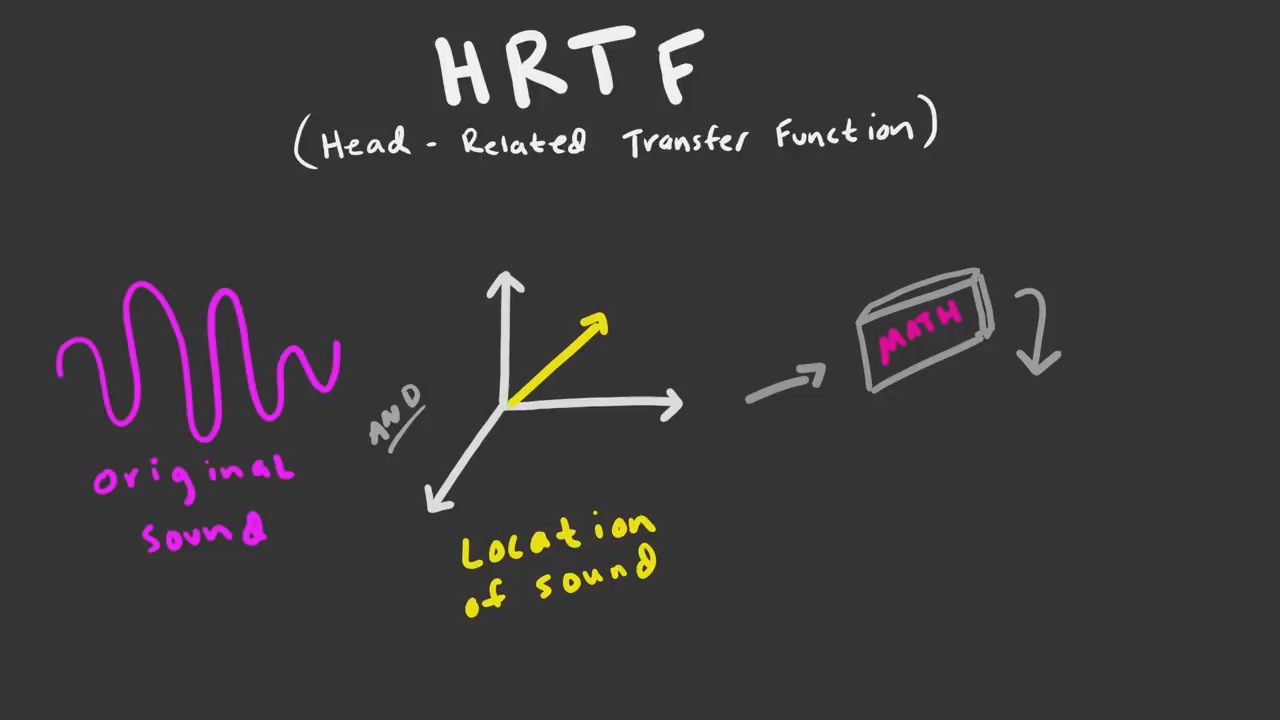 HRTF
(Head - Related Transfer Function)
AND
MATH
original
sound
Location
of sound